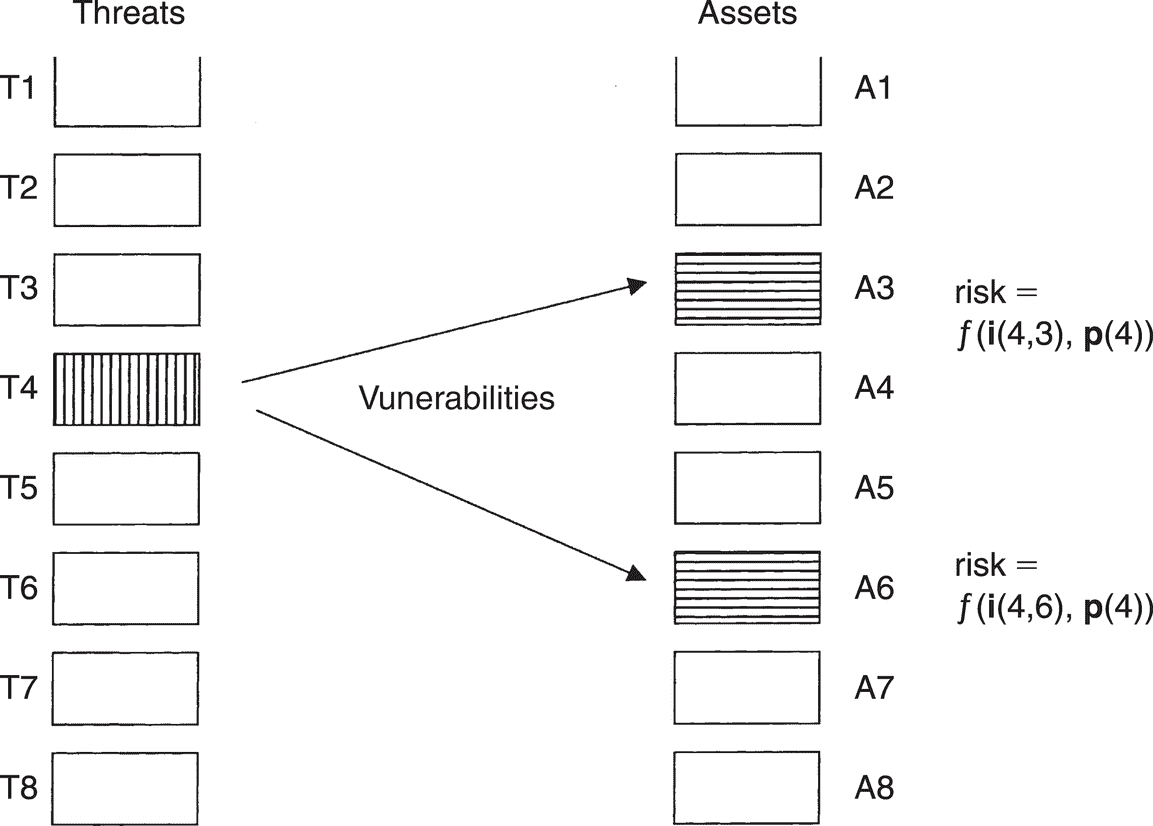 Threats Assets
T1 A1
T2 A2
T3 A3
risk =
f(i(4,3), p(4))
T4 A4
Vunerabilities
T5 A5
T6 A6
risk =
f(i(4,6), p(4))
T7 A7
T8 A8